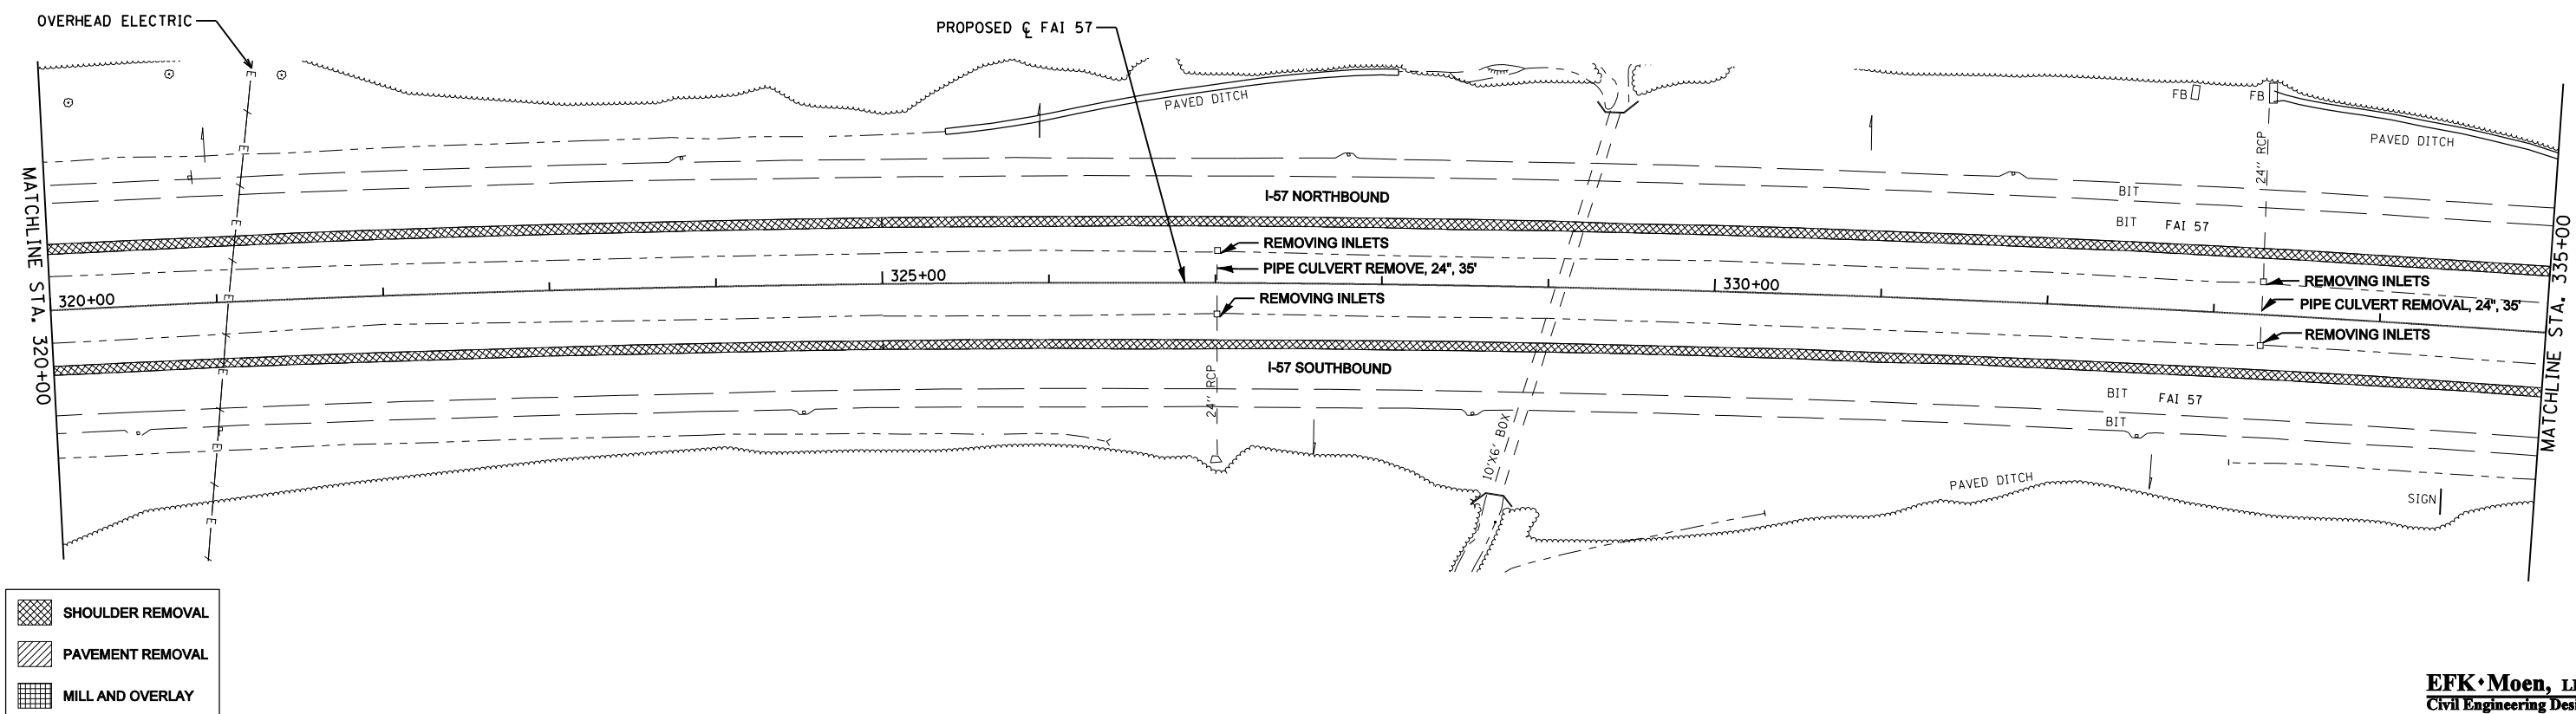 OVERHEAD ELECTRIC
PROPOSED ℄ FAI 57
PAVED DITCH
FB
FB
24" RCP
PAVED DITCH
MATCHLINE STA. 320+00
I-57 NORTHBOUND
BIT
BIT
FAI 57
REMOVING INLETS
PIPE CULVERT REMOVE, 24", 35'
REMOVING INLETS
320+00
325+00
330+00
REMOVING INLETS
PIPE CULVERT REMOVAL, 24", 35'
REMOVING INLETS
MATCHLINE STA. 335+00
I-57 SOUTHBOUND
24" RCP
BIT
FAI 57
BIT
10'X6' BOX
PAVED DITCH
SIGN
E
E
E
E
E
E
E
E
SHOULDER REMOVAL
PAVEMENT REMOVAL
MILL AND OVERLAY
EFK•Moen,
Civil Engineering